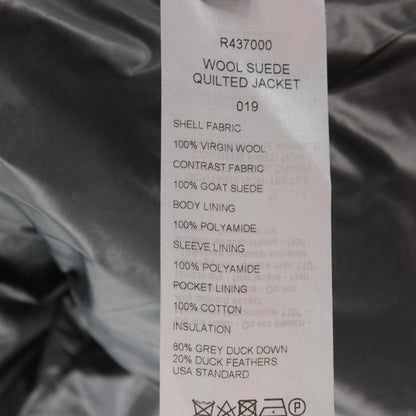 R437000
WOOL SUEDE
QUILTED JACKET
019
SHELL FABRIC
100% VIRGIN WOOL
CONTRAST FABRIC
100% GOAT SUEDE
BODY LINING
100% POLYAMIDE
SLEEVE LINING
100% POLYAMIDE
POCKET LINING
100% COTTON
INSULATION
80% GREY DUCK DOWN
20% DUCK FEATHERS
USA STANDARD